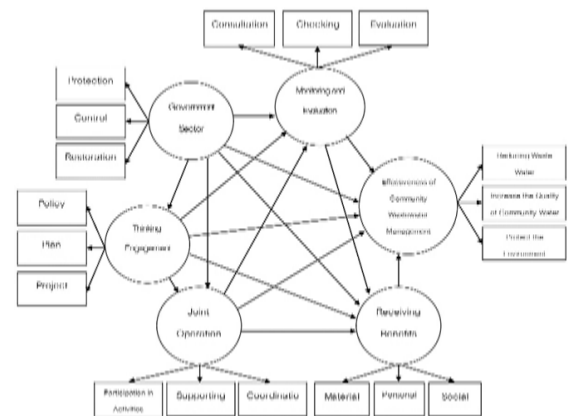 Consultation
Checking
Evaluation
Protection
Control
Restoration
Government
Sector
Monitoring and
Evaluation
Policy
Plan
Project
Thinking
Engagement
Effectiveness of
Community
Wastewater
Management
Reducing Waste
Water
Increase the Quality
of Community Water
Protect the
Environment
Joint
Operation
Receiving
Benefits
Participation in
Activities
Supporting
Coordinatio
Material
Personal
Social